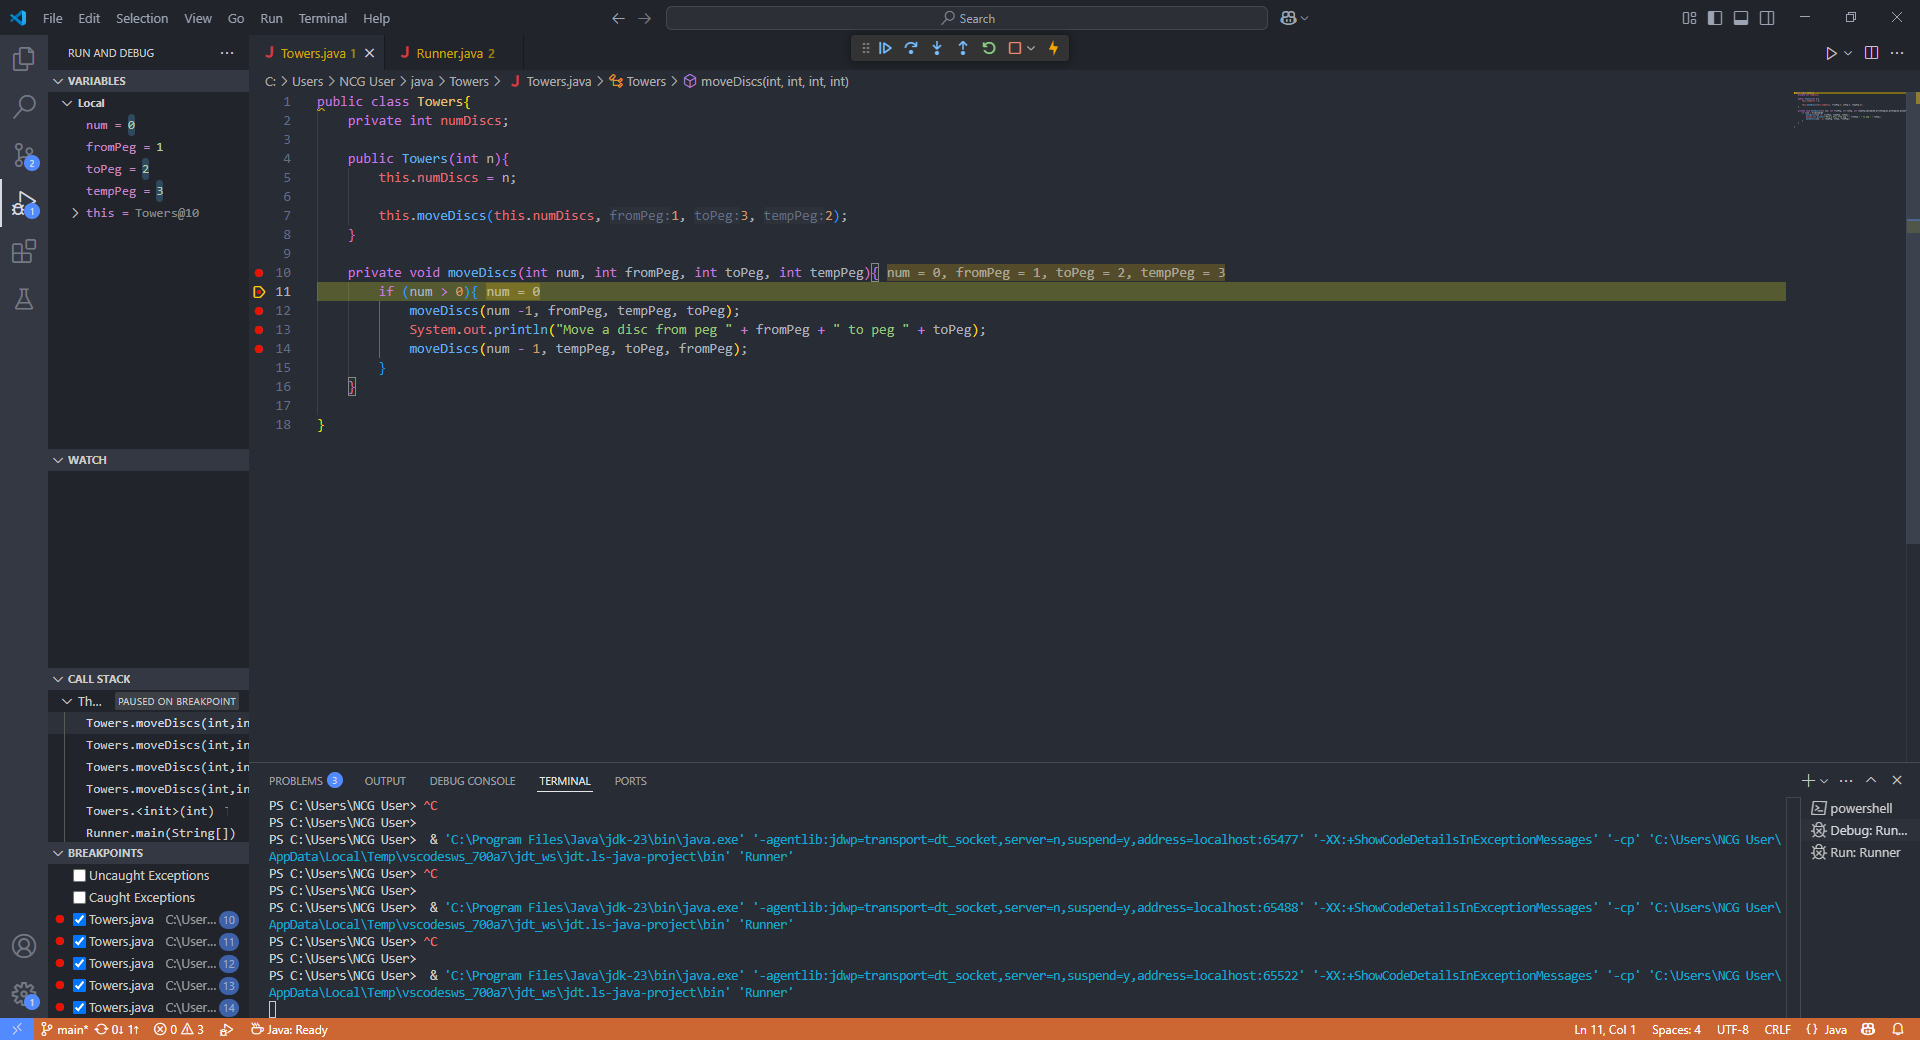 File Edit Selection View Go Run Terminal Help
Search
RUN AND DEBUG
VARIABLES
Local
num = 0
fromPeg = 1
toPeg = 2
tempPeg = 3
this = Towers@10
WATCH
CALL STACK
Th... PAUSED ON BREAKPOINT
Towers.moveDiscs(int,in
Towers.moveDiscs(int,in
Towers.moveDiscs(int,in
Towers.moveDiscs(int,in
Towers.<init>(int)
Runner.main(String[])
BREAKPOINTS
Uncaught Exceptions
Caught Exceptions
Towers.java C:\User... 10
Towers.java C:\User... 11
Towers.java C:\User... 12
Towers.java C:\User... 13
Towers.java C:\User... 14
2
1
1
Towers.java 1 Runner.java 2
C: > Users > NCG User > java > Towers > Towers.java > Towers > moveDiscs(int, int, int, int)
1 public class Towers{
2 private int numDiscs;
3
4 public Towers(int n){
5 this.numDiscs = n;
6
7 this.moveDiscs(this.numDiscs, fromPeg:1, toPeg:3, tempPeg:2);
8 }
9
10 private void moveDiscs(int num, int fromPeg, int toPeg, int tempPeg){ num = 0, fromPeg = 1, toPeg = 2, tempPeg = 3
11 if (num > 0){ num = 0
12 moveDiscs(num -1, fromPeg, tempPeg, toPeg);
13 System.out.println("Move a disc from peg " + fromPeg + " to peg " + toPeg);
14 moveDiscs(num - 1, tempPeg, toPeg, fromPeg);
15 }
16 }
17
18 }
PROBLEMS 3 OUTPUT DEBUG CONSOLE TERMINAL PORTS
PS C:\Users\NCG User> ^C
PS C:\Users\NCG User>
PS C:\Users\NCG User> & 'C:\Program Files\Java\jdk-23\bin\java.exe' '-agentlib:jdwp=transport=dt_socket,server=n,suspend=y,address=localhost:65477' '-XX:+ShowCodeDetailsInExceptionMessages' '-cp' 'C:\Users\NCG User\
AppData\Local\Temp\vscodesws_700a7\jdt_ws\jdt.ls-java-project\bin' 'Runner'
PS C:\Users\NCG User> ^C
PS C:\Users\NCG User>
PS C:\Users\NCG User> & 'C:\Program Files\Java\jdk-23\bin\java.exe' '-agentlib:jdwp=transport=dt_socket,server=n,suspend=y,address=localhost:65488' '-XX:+ShowCodeDetailsInExceptionMessages' '-cp' 'C:\Users\NCG User\
AppData\Local\Temp\vscodesws_700a7\jdt_ws\jdt.ls-java-project\bin' 'Runner'
PS C:\Users\NCG User> ^C
PS C:\Users\NCG User>
PS C:\Users\NCG User> & 'C:\Program Files\Java\jdk-23\bin\java.exe' '-agentlib:jdwp=transport=dt_socket,server=n,suspend=y,address=localhost:65522' '-XX:+ShowCodeDetailsInExceptionMessages' '-cp' 'C:\Users\NCG User\
AppData\Local\Temp\vscodesws_700a7\jdt_ws\jdt.ls-java-project\bin' 'Runner'
powershell
Debug: Run...
Run: Runner
main* 0↓ 1↑ 0 3 Java: Ready
Ln 11, Col 1 Spaces: 4 UTF-8 CRLF {} Java